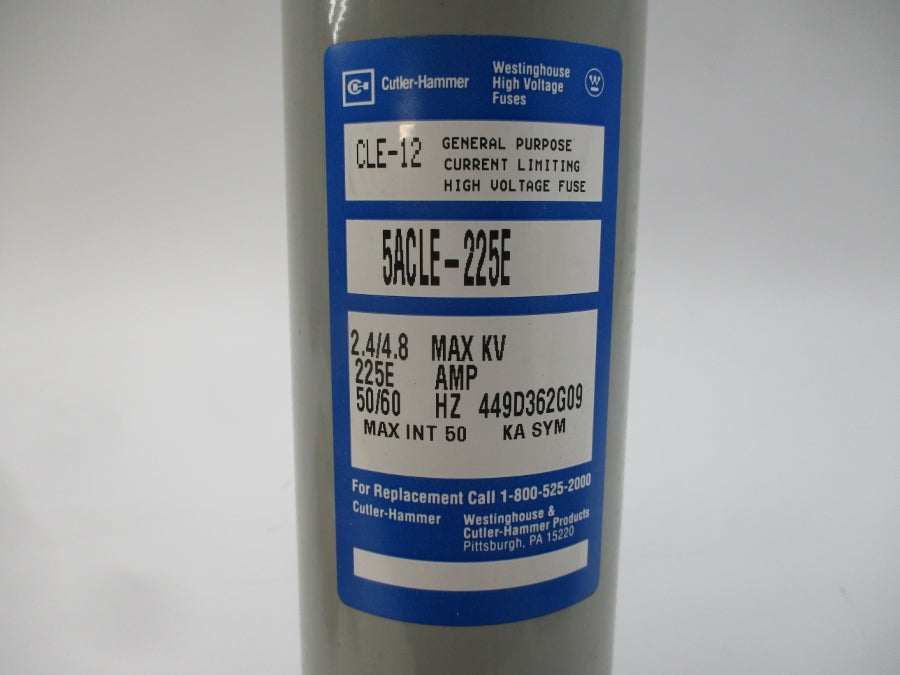 Cutler-Hammer
Westinghouse
High Voltage
Fuses
CLE-12
GENERAL PURPOSE
CURRENT LIMITING
HIGH VOLTAGE FUSE
5ACLE-225E
2.4/4.8 MAX KV
225E AMP
50/60 HZ 449D362G09
MAX INT 50 KA SYM
For Replacement Call 1-800-525-2000
Cutler-Hammer
Westinghouse &
Cutler-Hammer Products
Pittsburgh, PA 15220